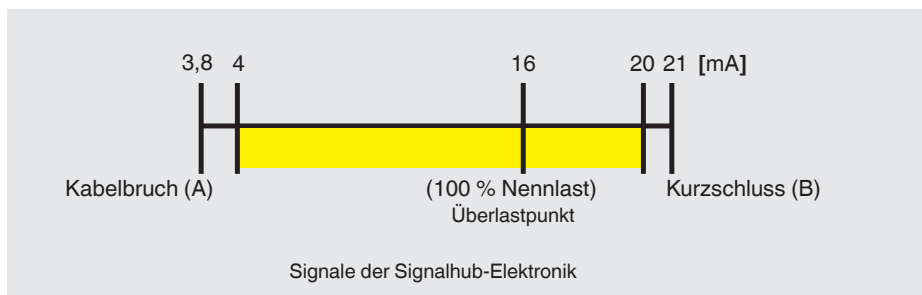 3,8 4 16 20 21 [mA]
Kabelbruch (A) (100 % Nennlast) Kurzschluss (B)
Überlastpunkt
Signale der Signalhub-Elektronik